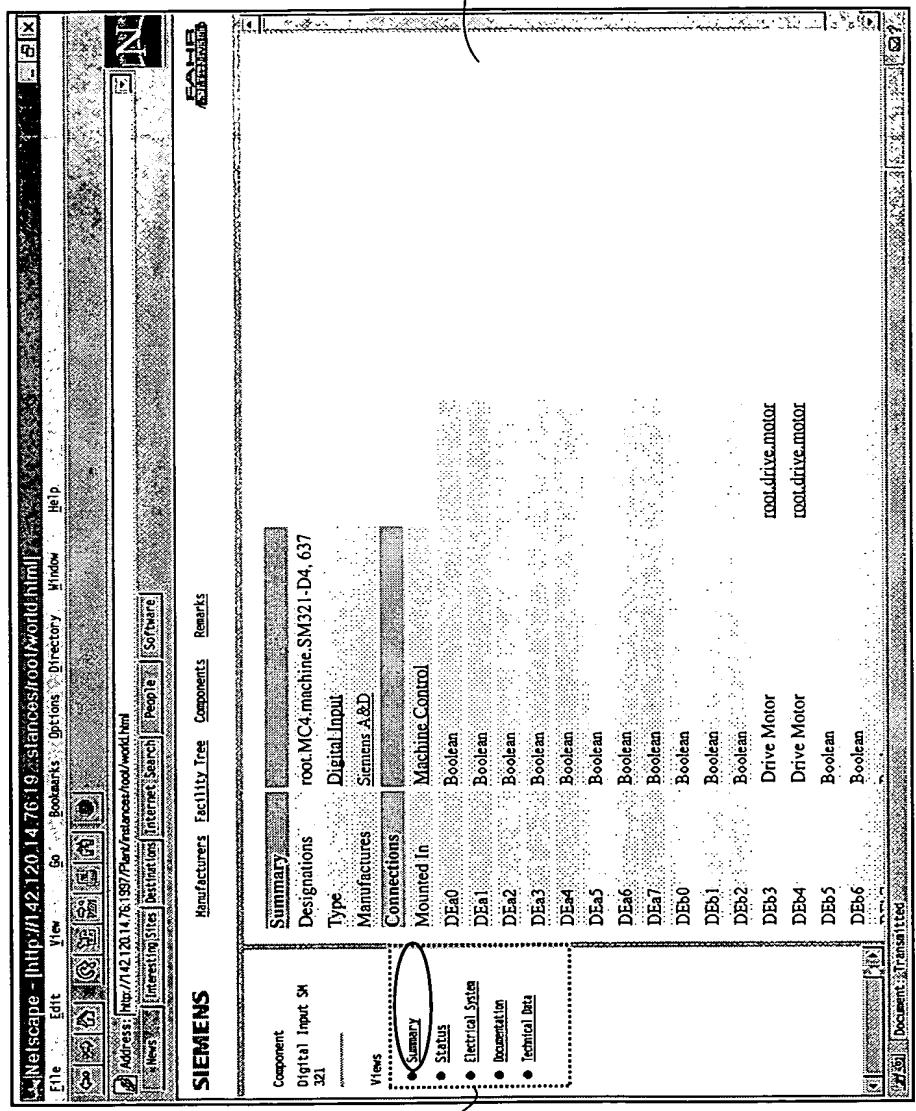 Netscape - [http://142.1.20.14.76:19...stances/root/world.html]
File Edit View Go Bookmarks Options Directory Window Help
Address: http://142.120.14.76:1997/Plant/instances/root/world.html
News Interesting Sites Destinations Internet Search People Software
N
SIEMENS
Manufacturers Facility Tree Components Remarks
FAHR
Component
Digital Input SM
321
Views
Summary
Status
Electrical System
Documentation
Technical Data
Summary
Designations root.MC4.machine.SM321-D4, 637
Type Digital Input
Manufactures Siemens A&D
Connections
Mounted In Machine Control
DEa0 Boolean
DEa1 Boolean
DEa2 Boolean
DEa3 Boolean
DEa4 Boolean
DEa5 Boolean
DEa6 Boolean
DEa7 Boolean
DEb0 Boolean
DEb1 Boolean
DEb2 Boolean
DEb3 Drive Motor root.drive.motor
DEb4 Drive Motor root.drive.motor
DEb5 Boolean
DEb6 Boolean
Document: Transmitted